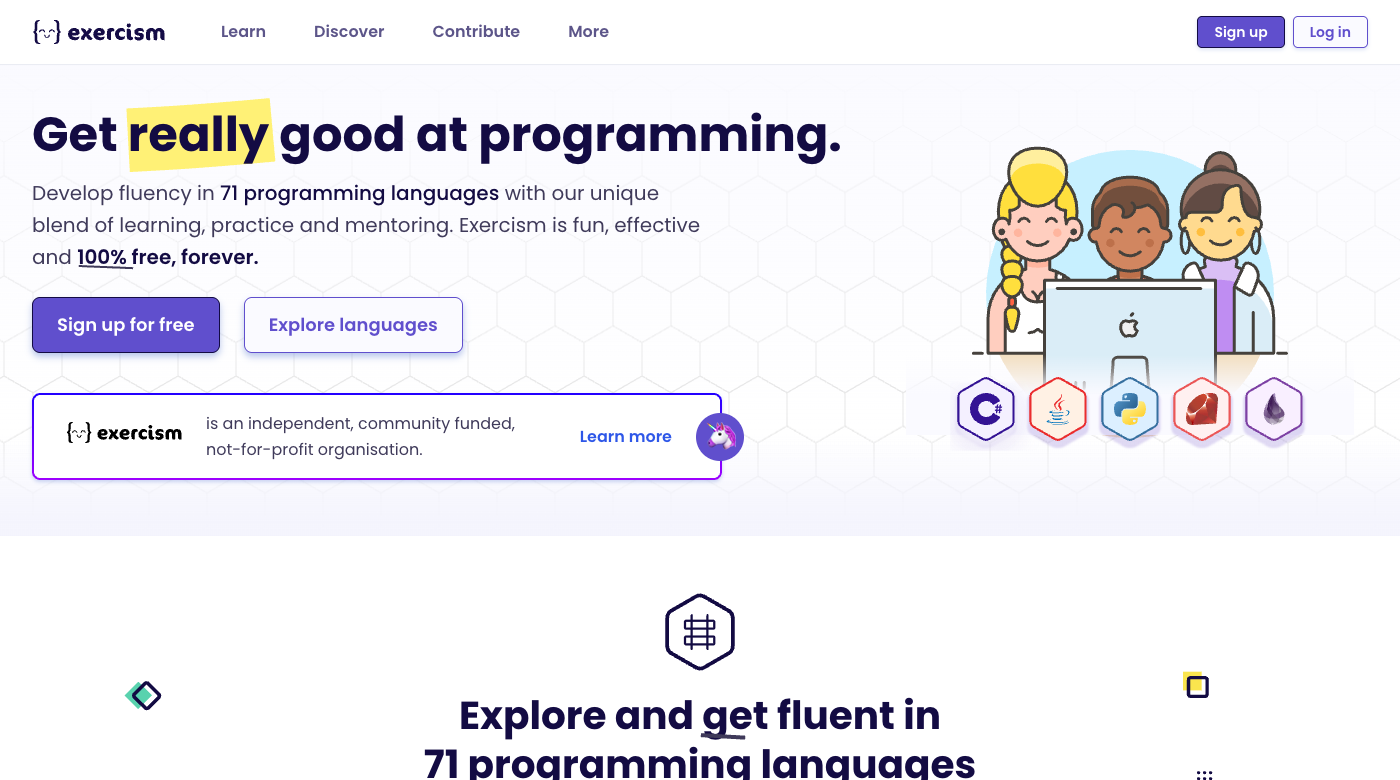 exercism
Learn
Discover
Contribute
More
Sign up
Log in
Get really good at programming.
Develop fluency in 71 programming languages with our unique
blend of learning, practice and mentoring. Exercism is fun, effective
and 100% free, forever.
Sign up for free
Explore languages
exercism
is an independent, community funded,
not-for-profit organisation.
Learn more
C#
Explore and get fluent in
71 programming languages